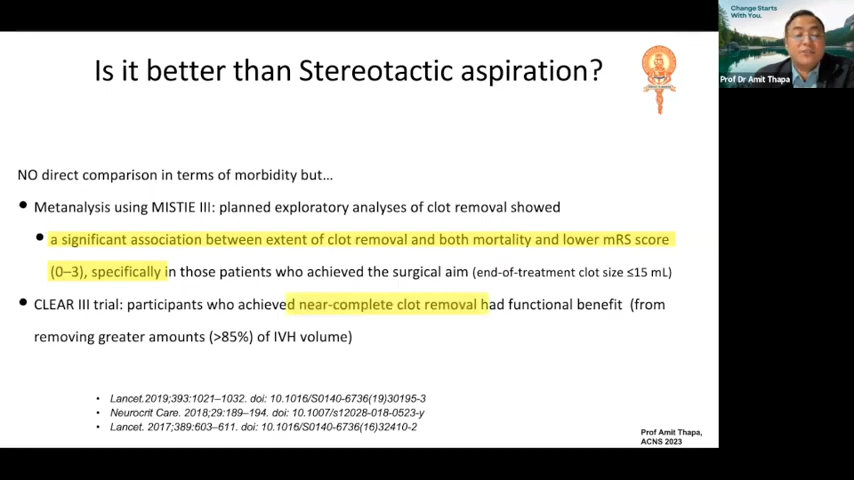 Change Starts
With You.
Prof Dr Amit Thapa
Is it better than Stereotactic aspiration?
NO direct comparison in terms of morbidity but...
• Metanalysis using MISTIE III: planned exploratory analyses of clot removal showed
• a significant association between extent of clot removal and both mortality and lower mRS score
(0–3), specifically in those patients who achieved the surgical aim (end-of-treatment clot size ≤15 mL)
• CLEAR III trial: participants who achieved near-complete clot removal had functional benefit (from
removing greater amounts (>85%) of IVH volume)
• Lancet.2019;393:1021–1032. doi: 10.1016/S0140-6736(19)30195-3
• Neurocrit Care. 2018;29:189–194. doi: 10.1007/s12028-018-0523-y
• Lancet. 2017;389:603–611. doi: 10.1016/S0140-6736(16)32410-2
Prof Amit Thapa,
ACNS 2023